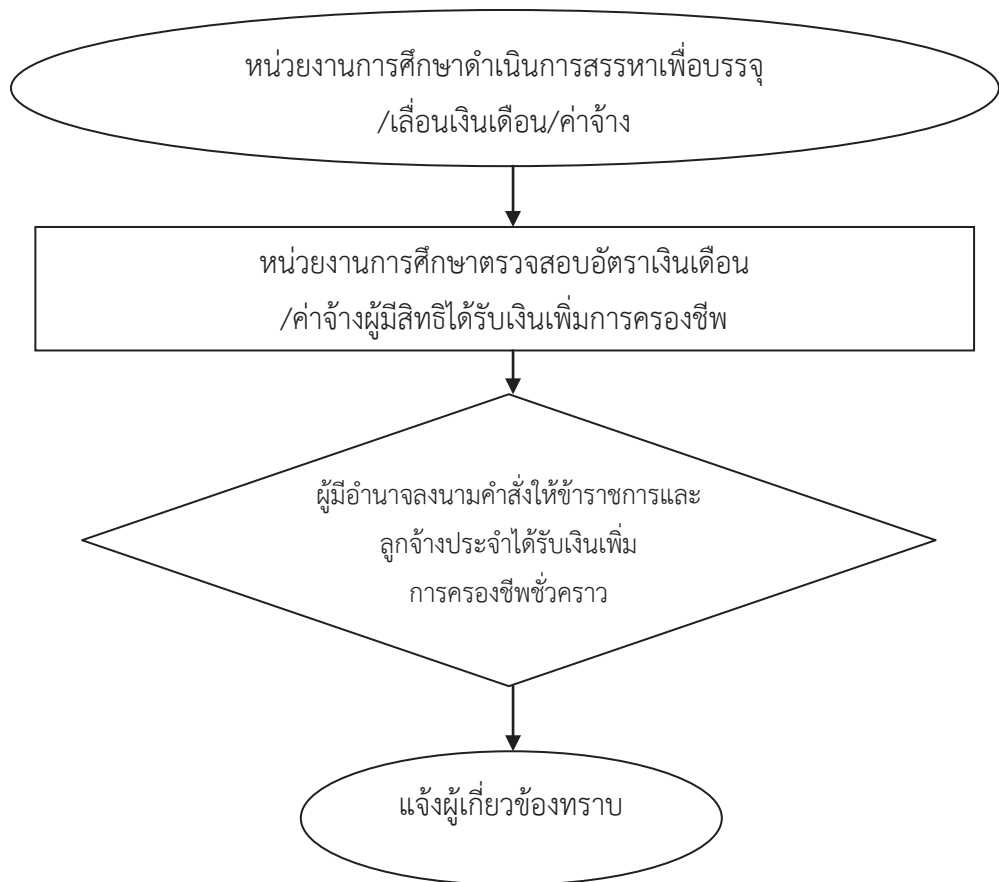 หน่วยงานการศึกษาดำเนินการสรรหาเพื่อบรรจุ
/เลื่อนเงินเดือน/ค่าจ้าง
หน่วยงานการศึกษาตรวจสอบอัตราเงินเดือน
/ค่าจ้างผู้มีสิทธิได้รับเงินเพิ่มการครองชีพ
ผู้มีอำนาจลงนามคำสั่งให้ข้าราชการและ
ลูกจ้างประจำได้รับเงินเพิ่ม
การครองชีพชั่วคราว
แจ้งผู้เกี่ยวข้องทราบ